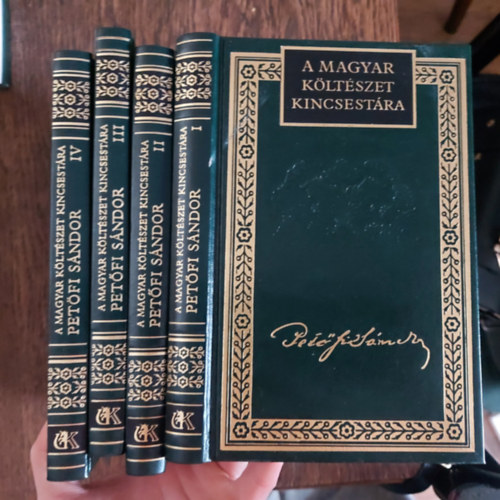 A MAGYAR
KÖLTÉSZET
KINCSESTÁRA
Petőfi Sándor
A MAGYAR KÖLTÉSZET KINCSESTÁRA
PETŐFI SÁNDOR
IV
A MAGYAR KÖLTÉSZET KINCSESTÁRA
PETŐFI SÁNDOR
III
A MAGYAR KÖLTÉSZET KINCSESTÁRA
PETŐFI SÁNDOR
II
A MAGYAR KÖLTÉSZET KINCSESTÁRA
PETŐFI SÁNDOR
I